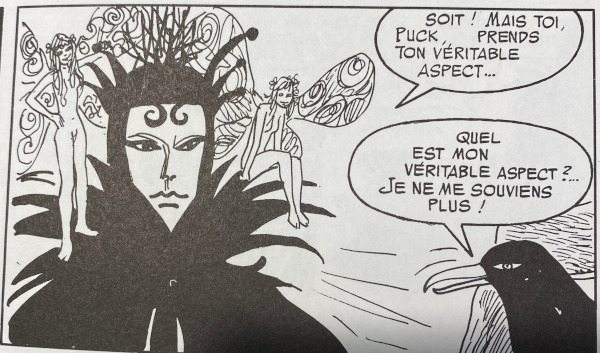 SOIT ! MAIS TOI,
PUCK, PRENDS
TON VÉRITABLE
ASPECT...
QUEL
EST MON
VÉRITABLE ASPECT ?...
JE NE ME SOUVIENS
PLUS !